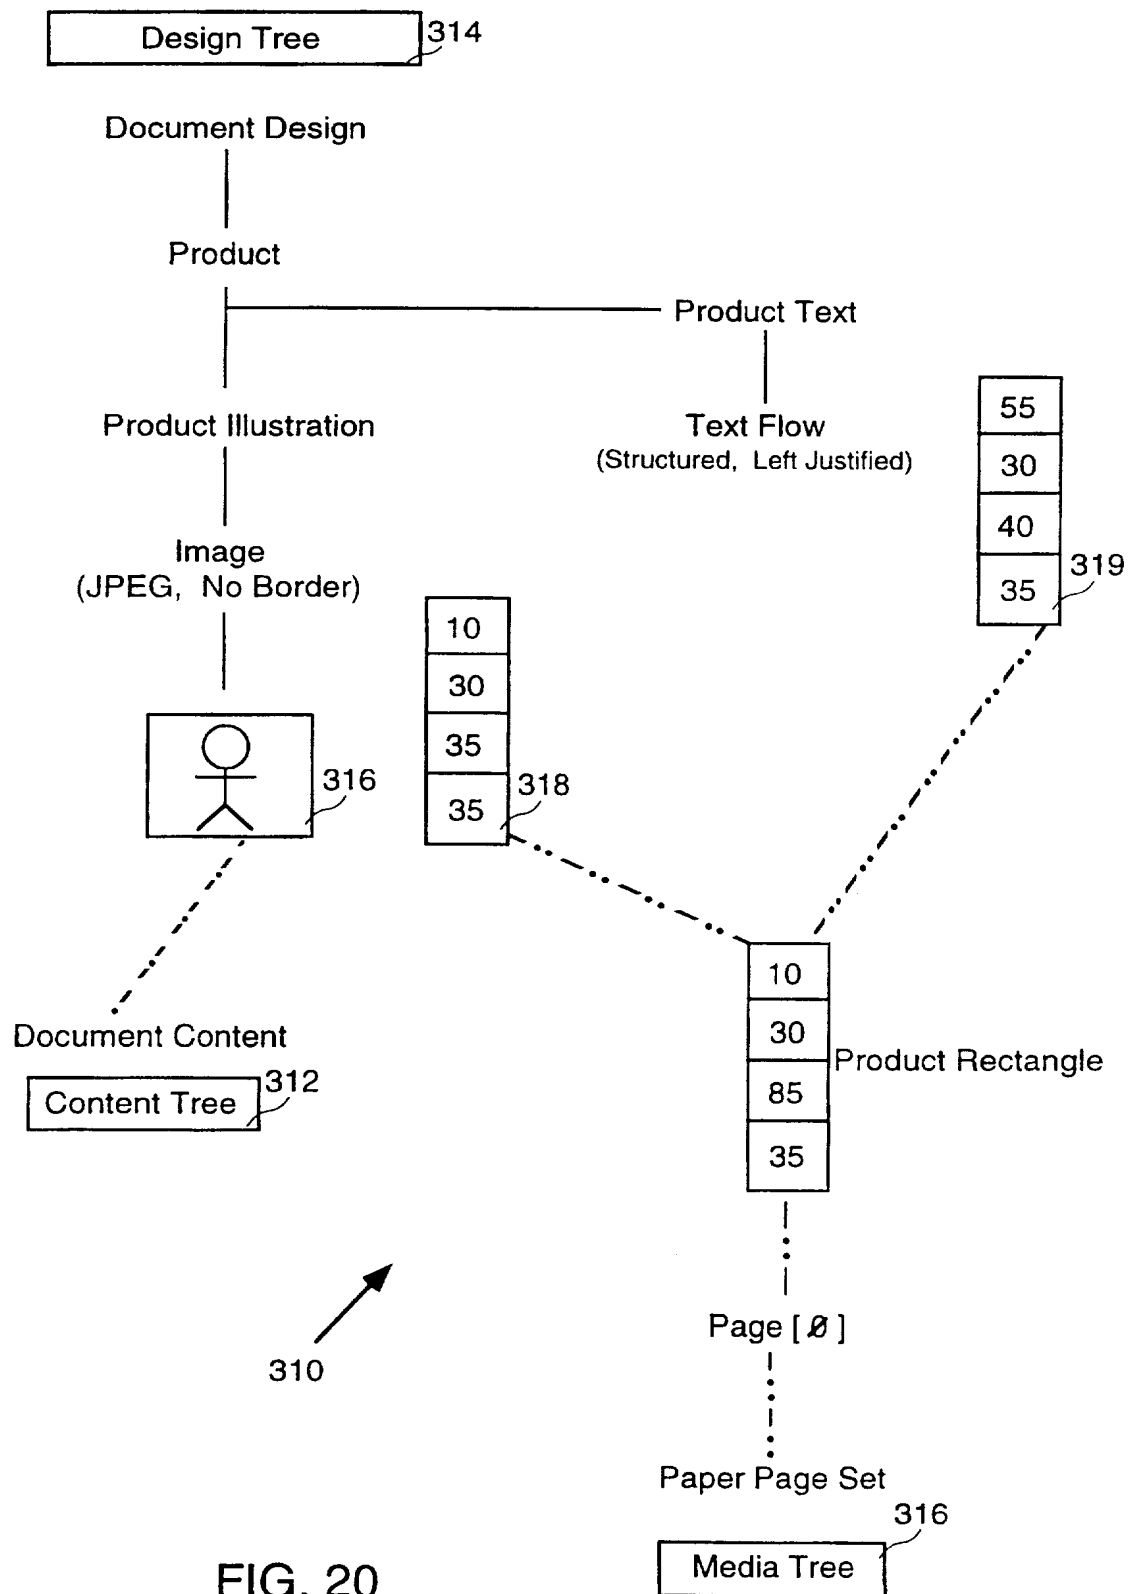 Design Tree
314
Document Design
Product
Product Text
Product Illustration
Text Flow
(Structured, Left Justified)
55
30
40
35
319
Image
(JPEG, No Border)
10
30
35
35
318
316
10
30
85
35
Product Rectangle
Document Content
312
Content Tree
310
Page [ 0 ]
Paper Page Set
316
Media Tree
FIG. 20